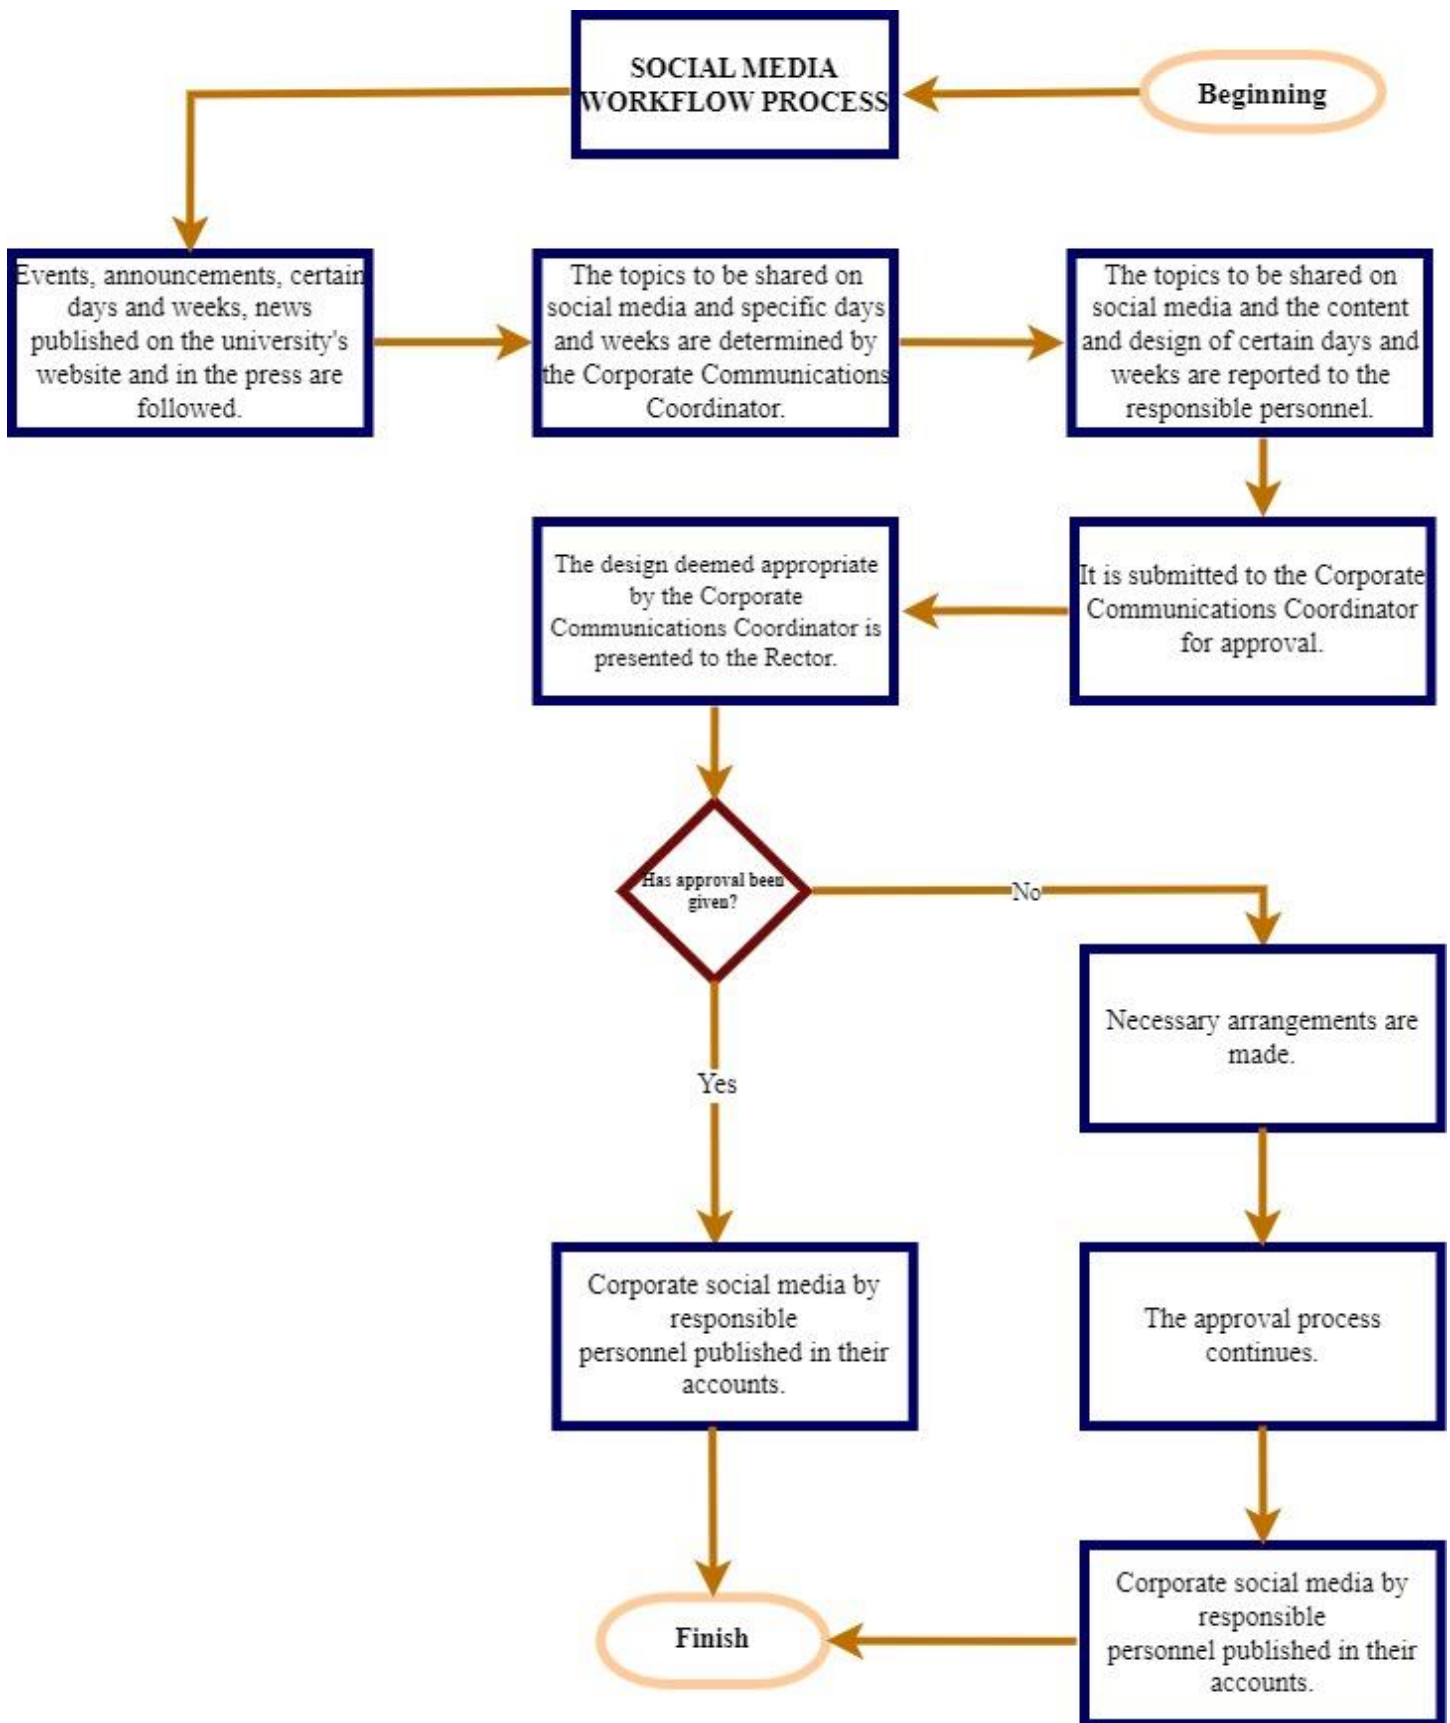 SOCIAL MEDIA
WORKFLOW PROCESS
Beginning
Events, announcements, certain
days and weeks, news
published on the university's
website and in the press are
followed.
The topics to be shared on
social media and specific days
and weeks are determined by
the Corporate Communications
Coordinator.
The topics to be shared on
social media and the content
and design of certain days and
weeks are reported to the
responsible personnel.
It is submitted to the Corporate
Communications Coordinator
for approval.
The design deemed appropriate
by the Corporate
Communications Coordinator is
presented to the Rector.
Has approval been
given?
No
Necessary arrangements are
made.
Yes
Corporate social media by
responsible
personnel published in their
accounts.
The approval process
continues.
Corporate social media by
responsible
personnel published in their
accounts.
Finish